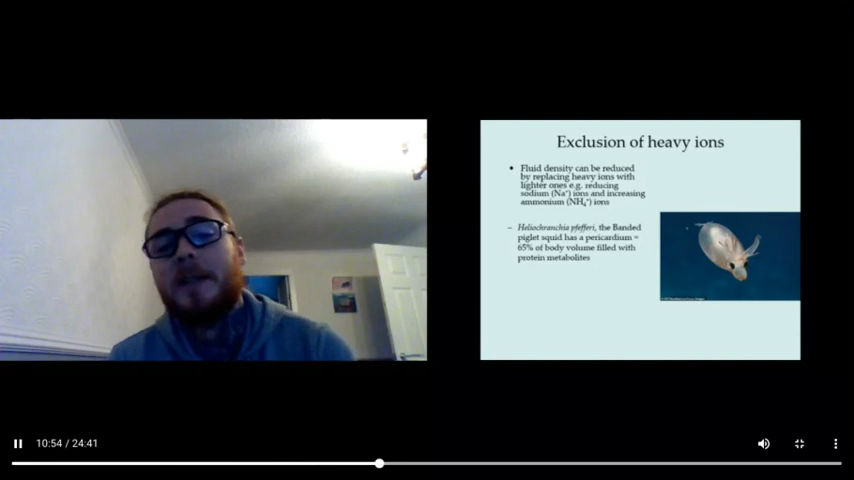 Exclusion of heavy ions
• Fluid density can be reduced
by replacing heavy ions with
lighter ones e.g. reducing
sodium (Na⁺) ions and increasing
ammonium (NH₄⁺) ions
– Heliocranchia pfefferi, the Banded
piglet squid has a pericardium ≈
65% of body volume filled with
protein metabolites
10:54 / 24:41